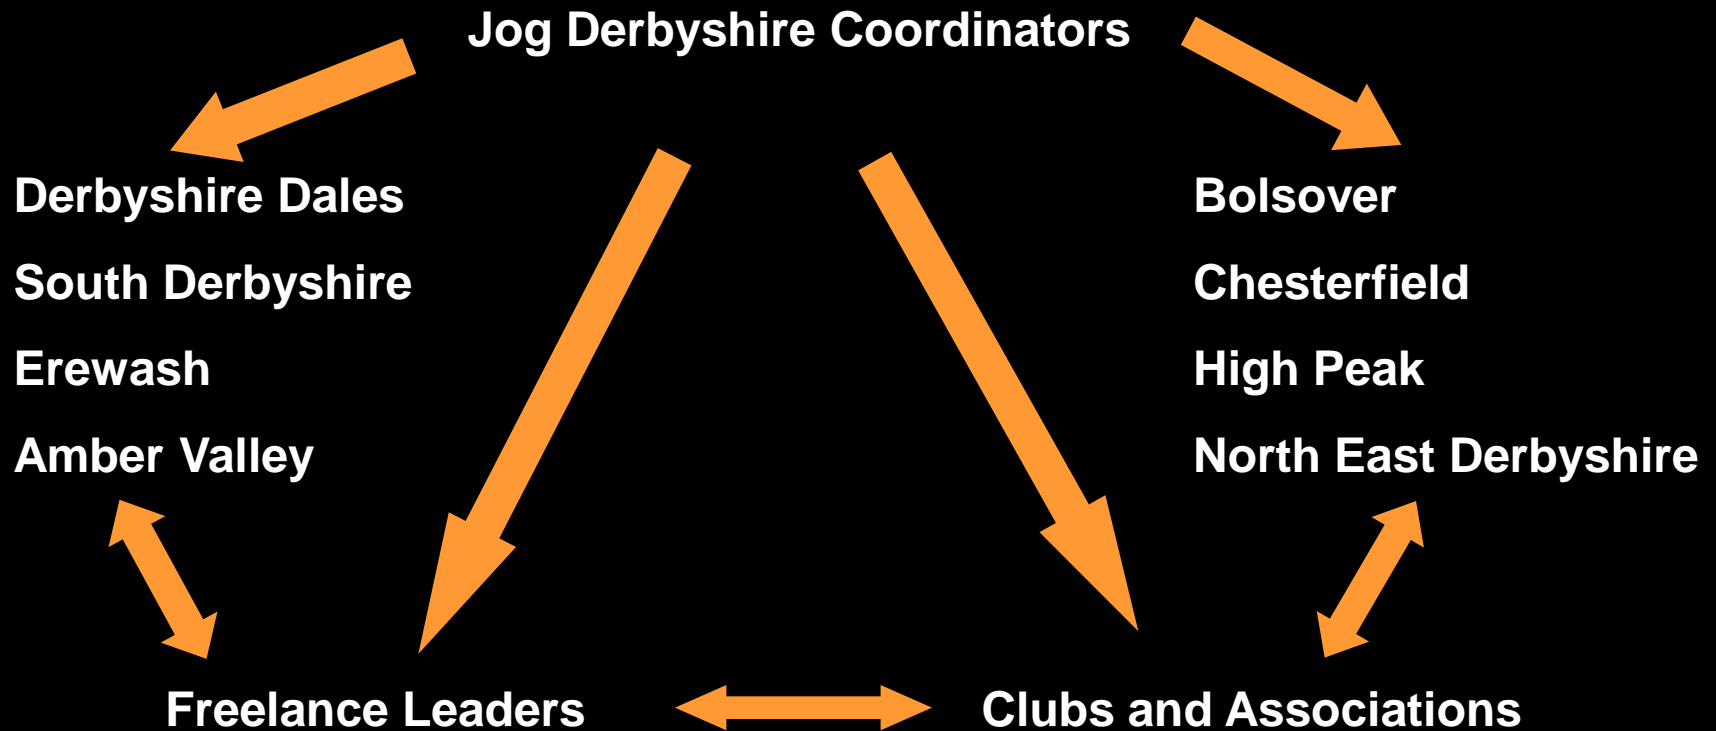 Jog Derbyshire Coordinators
Derbyshire Dales
South Derbyshire
Erewash
Amber Valley
Bolsover
Chesterfield
High Peak
North East Derbyshire
Freelance Leaders
Clubs and Associations